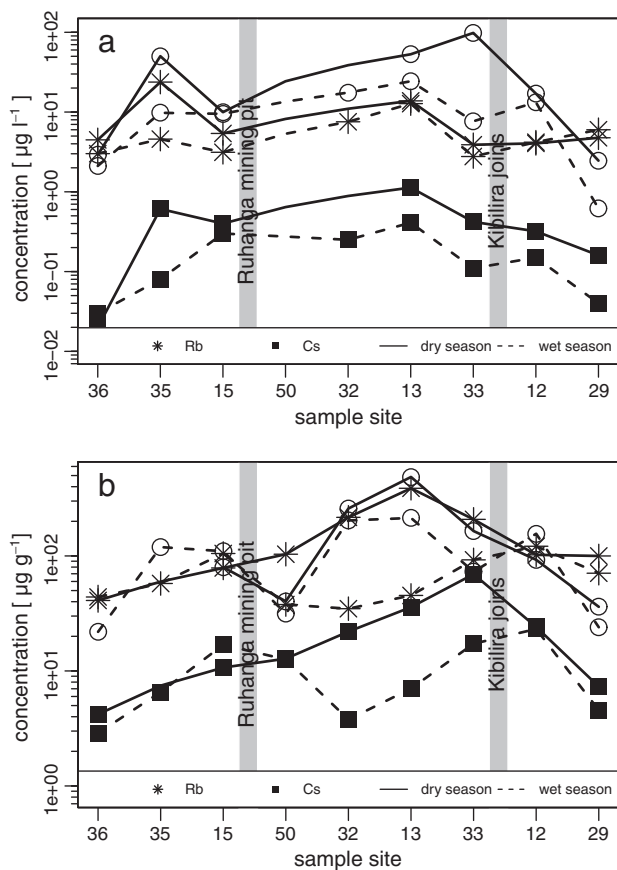 a
concentration [ µg l⁻¹ ]
1e+02
1e+01
1e+00
1e-01
1e-02
Ruhanga mining pit
Kibilira joins
Rb Cs dry season wet season
36 35 15 50 32 13 33 12 29
sample site
b
concentration [ µg g⁻¹ ]
1e+02
1e+01
1e+00
Ruhanga mining pit
Kibilira joins
Rb Cs dry season wet season
36 35 15 50 32 13 33 12 29
sample site